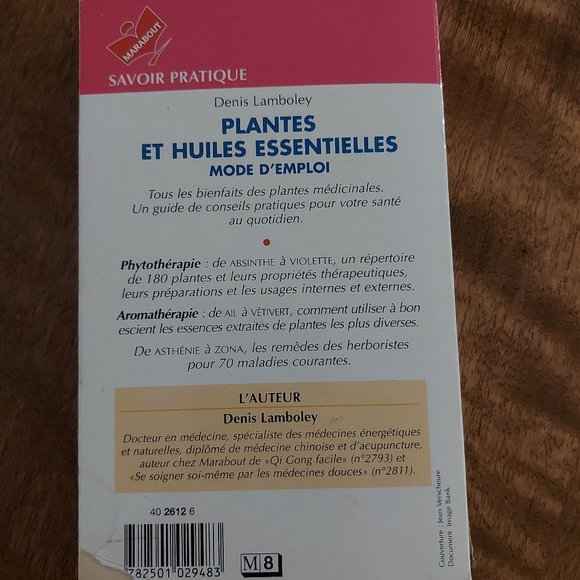 MARABOUT
SAVOIR PRATIQUE
Denis Lamboley
PLANTES
ET HUILES ESSENTIELLES
MODE D'EMPLOI
Tous les bienfaits des plantes médicinales.
Un guide de conseils pratiques pour votre santé
au quotidien.
Phytothérapie : de ABSINTHE à VIOLETTE, un répertoire
de 180 plantes et leurs propriétés thérapeutiques,
leurs préparations et les usages internes et externes.
Aromathérapie : de AIL à VÉTIVERT, comment utiliser à bon
escient les essences extraites de plantes les plus diverses.
De ASTHÉNIE à ZONA, les remèdes des herboristes
pour 70 maladies courantes.
L'AUTEUR
Denis Lamboley
Docteur en médecine, spécialiste des médecines énergétiques
et naturelles, diplômé de médecine chinoise et d'acupuncture,
auteur chez Marabout de «Qi Gong facile» (n°2793) et
«Se soigner soi-même par les médecines douces» (n°2811).
40 2612 6
782501 029483
M 8
Couverture : Jean Verscheure
Document Image Bank.